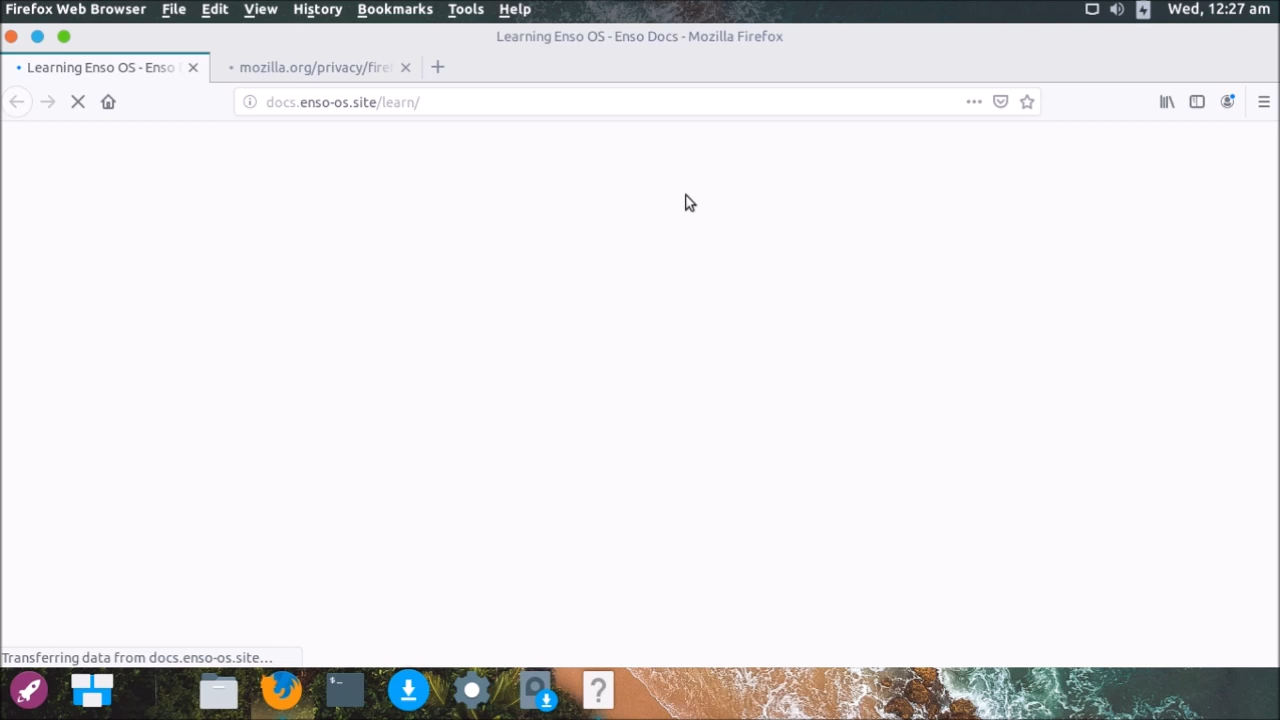 Firefox Web Browser File Edit View History Bookmarks Tools Help Wed, 12:27 am
Learning Enso OS - Enso Docs - Mozilla Firefox
Learning Enso OS - Enso mozilla.org/privacy/fire
docs.enso-os.site/learn/
Transferring data from docs.enso-os.site...
$_ ?